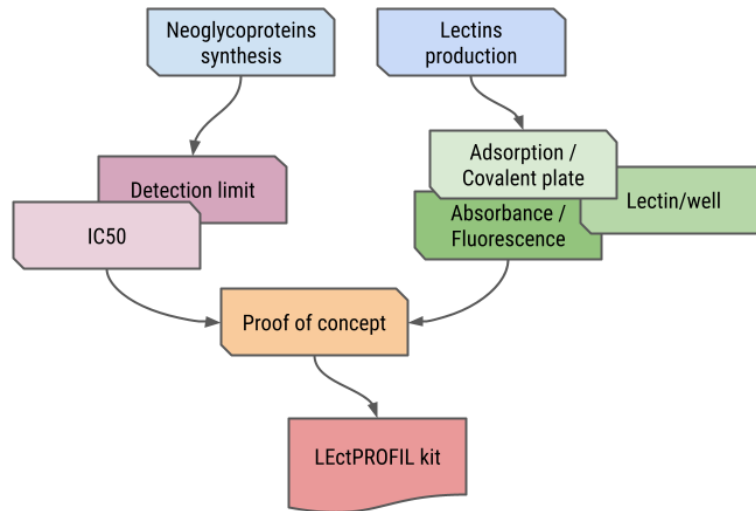 Neoglycoproteins
synthesis
Lectins
production
Detection limit
IC50
Adsorption /
Covalent plate
Lectin/well
Absorbance /
Fluorescence
Proof of concept
LEctPROFIL kit